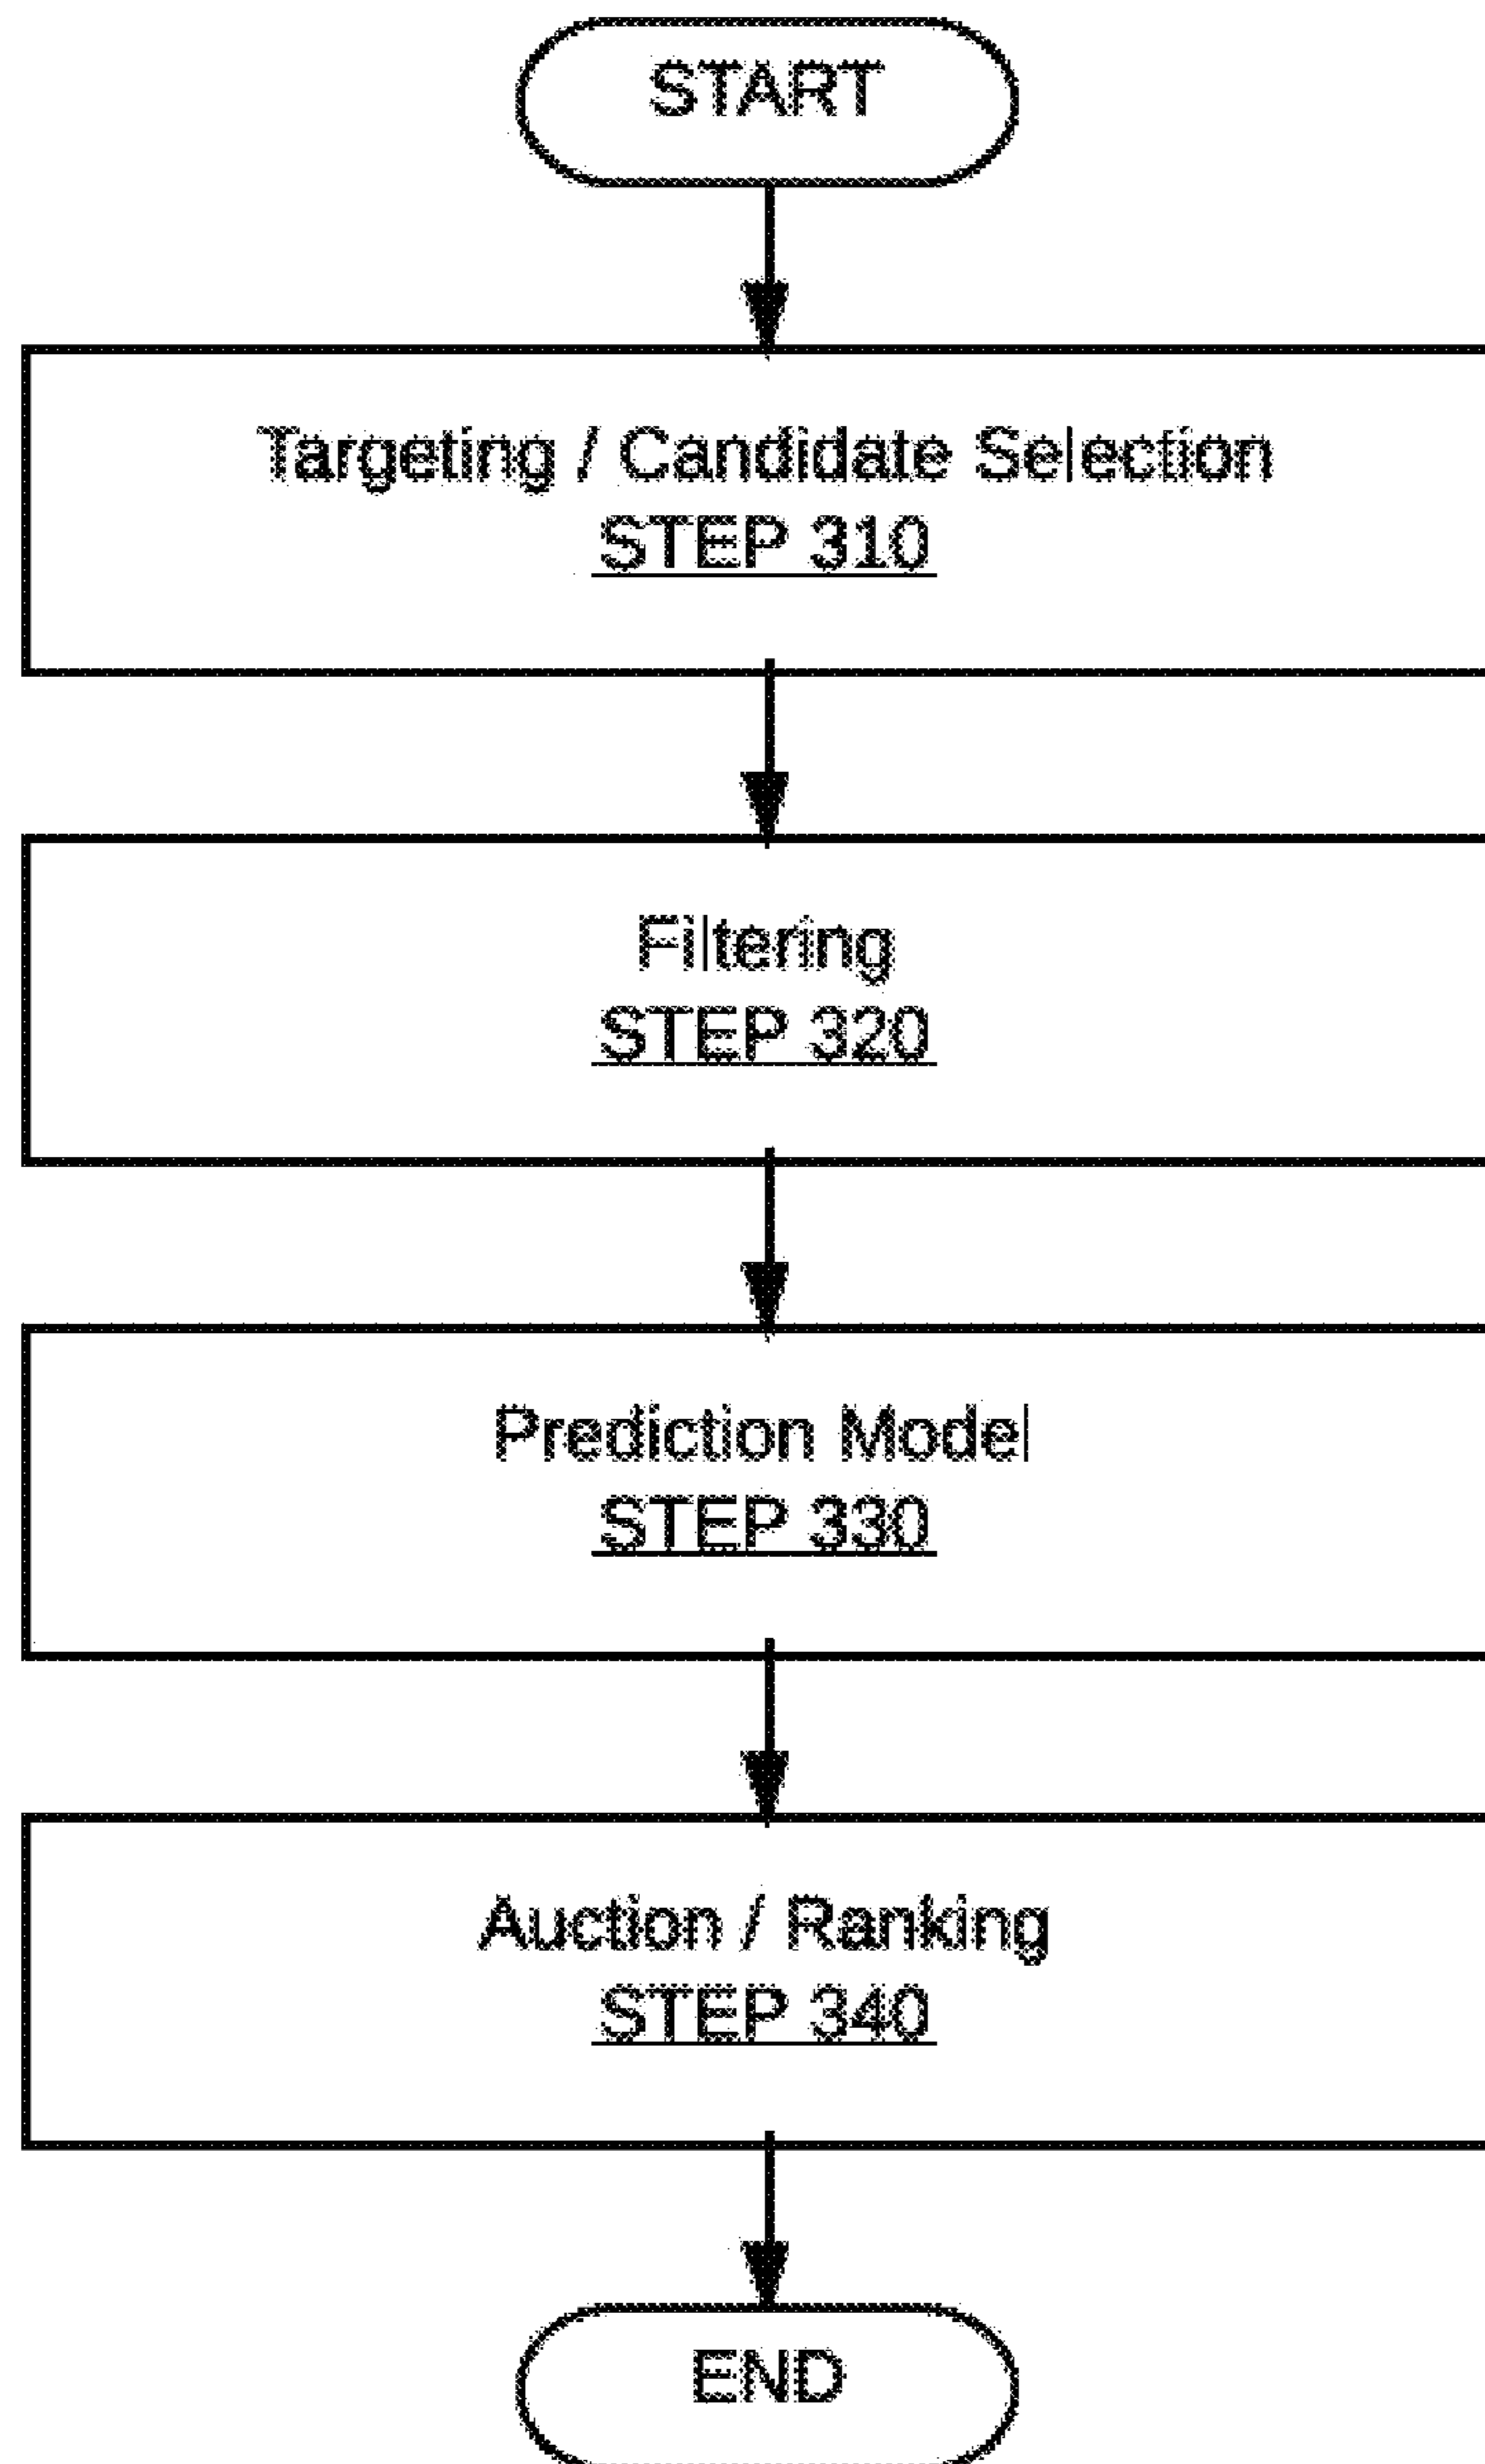 START
Targeting / Candidate Selection
STEP 310
Filtering
STEP 320
Prediction Model
STEP 330
Auction / Ranking
STEP 340
END